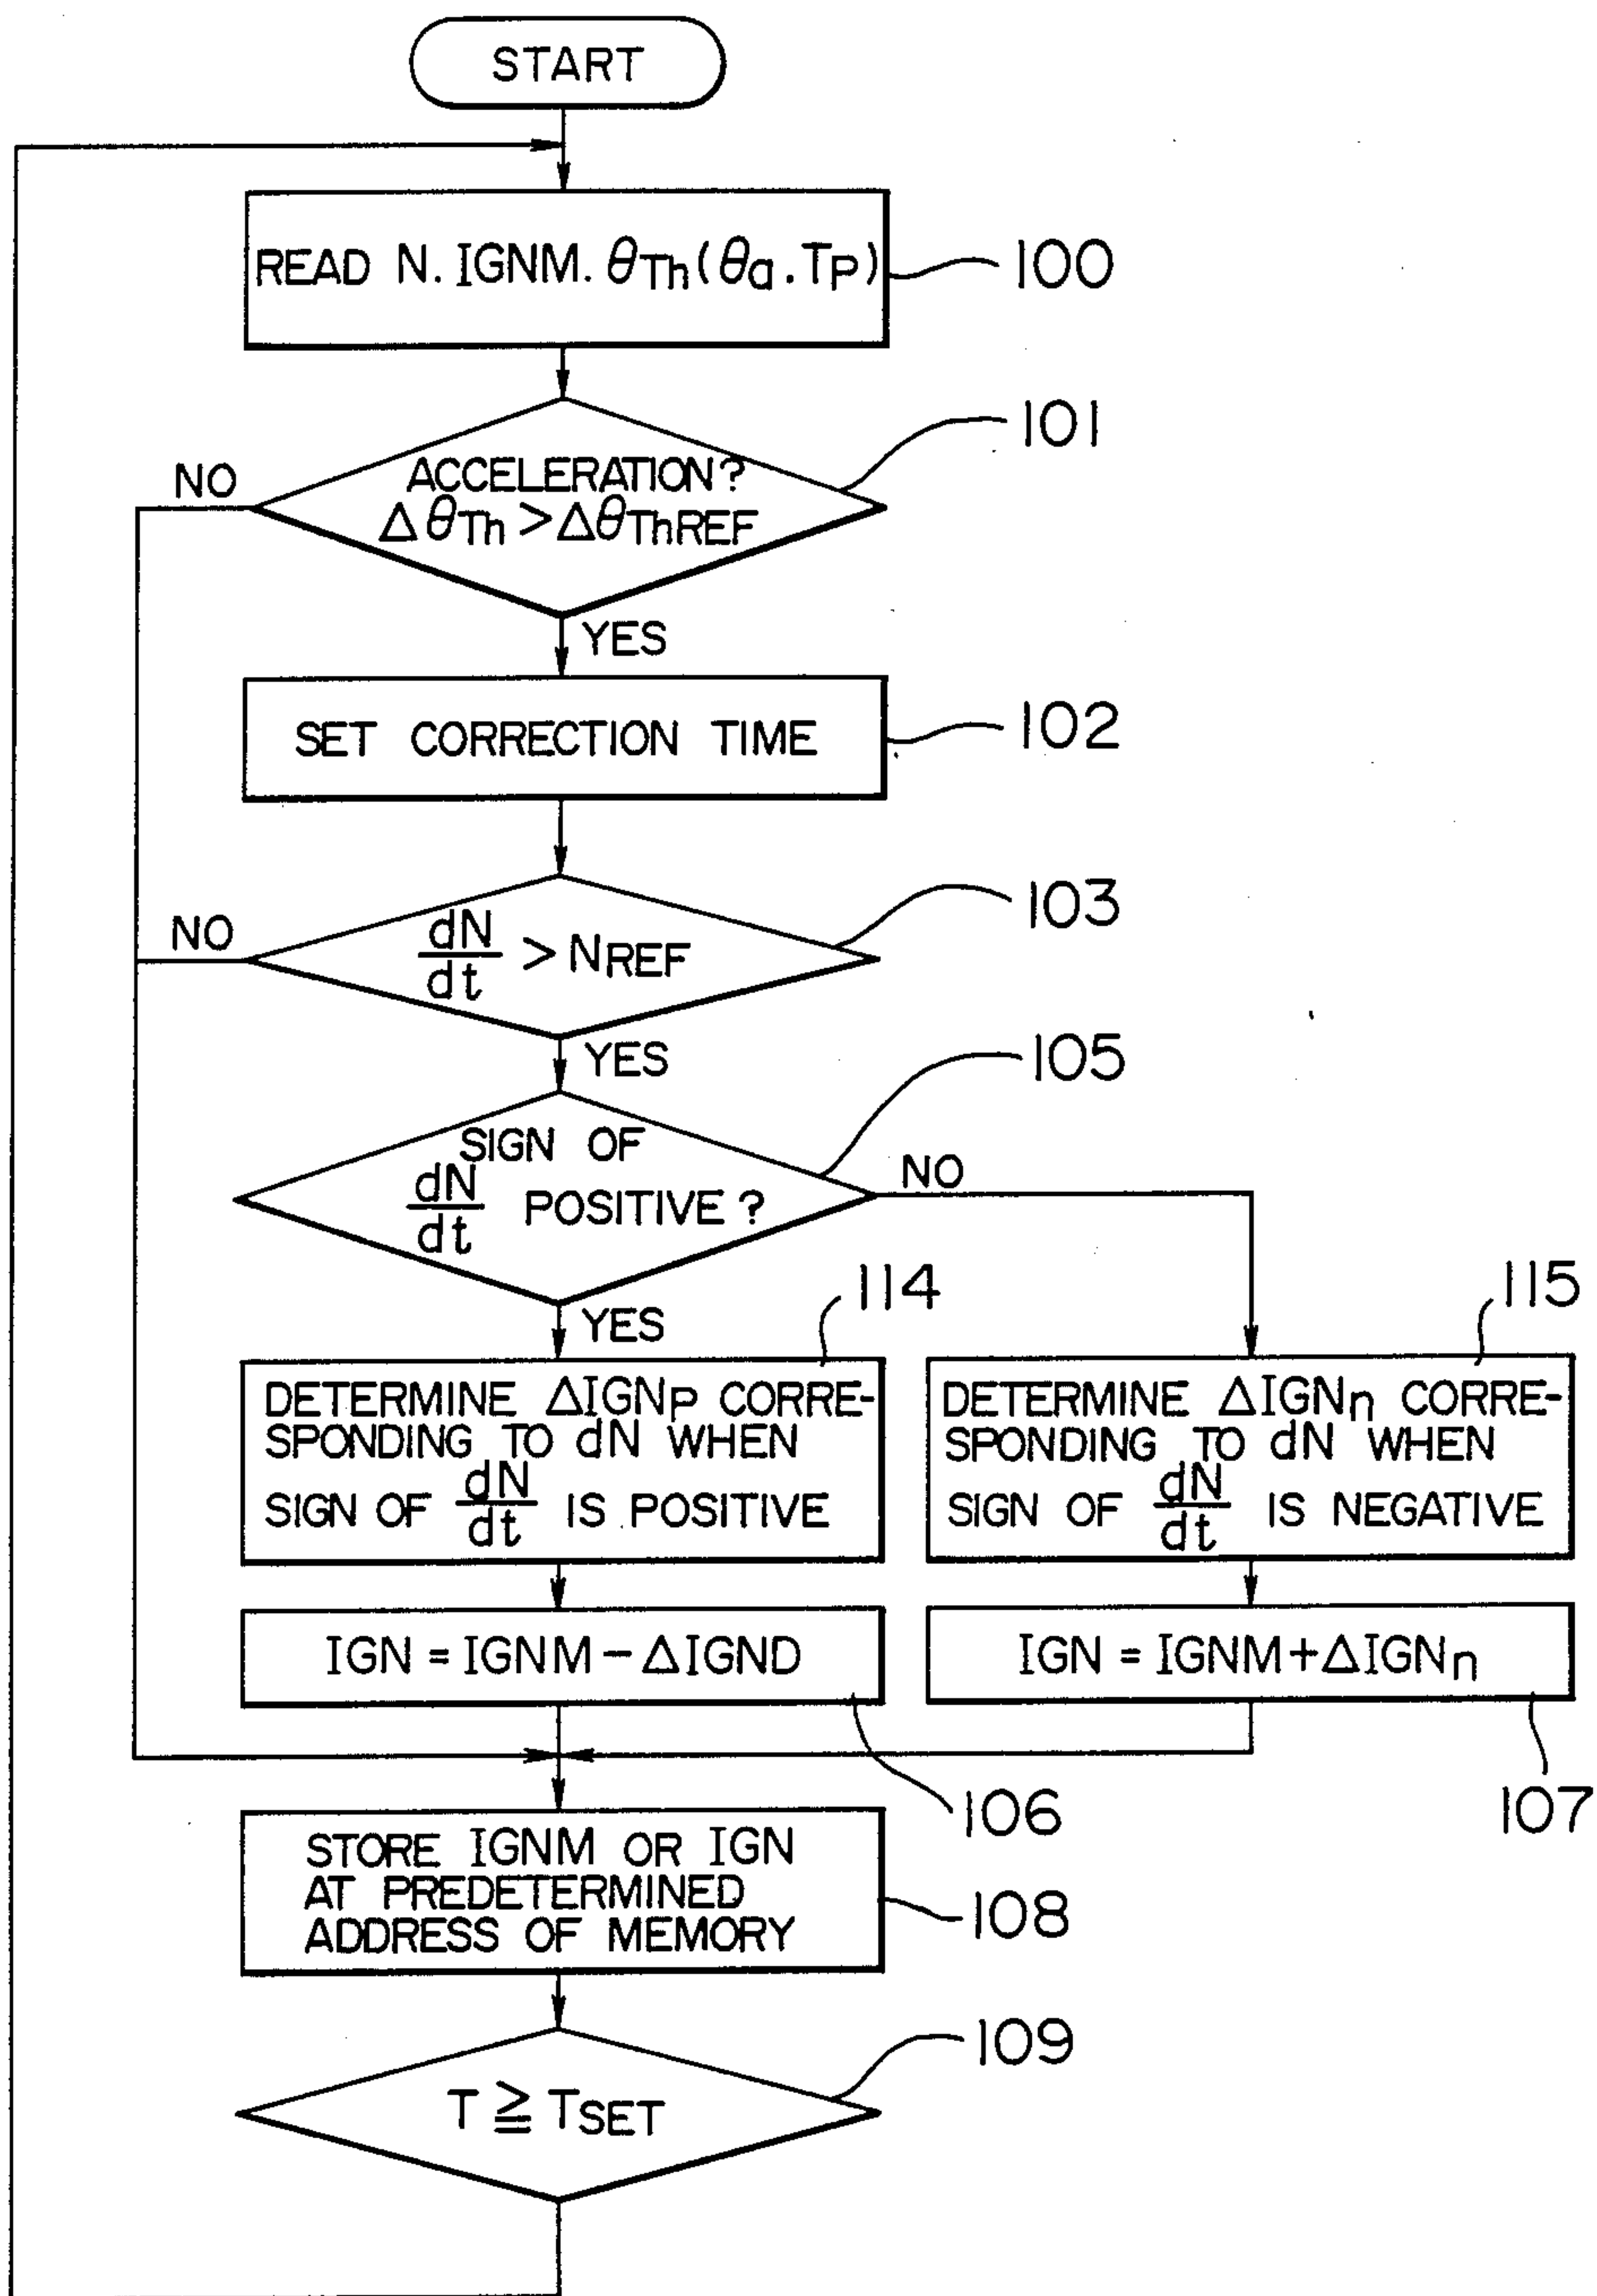 START
READ N. IGNM. θTh(θa.TP)
100
ACCELERATION?
ΔθTh > ΔθThREF
101
NO
YES
SET CORRECTION TIME
102
dN
dt
> NREF
103
NO
YES
SIGN OF
dN
dt
POSITIVE?
105
NO
YES
114
DETERMINE ΔIGNP CORRE-
SPONDING TO dN WHEN
SIGN OF dN/dt IS POSITIVE
115
DETERMINE ΔIGNn CORRE-
SPONDING TO dN WHEN
SIGN OF dN/dt IS NEGATIVE
IGN = IGNM - ΔIGND
106
IGN = IGNM + ΔIGNn
107
STORE IGNM OR IGN
AT PREDETERMINED
ADDRESS OF MEMORY
108
T ≧ TSET
109